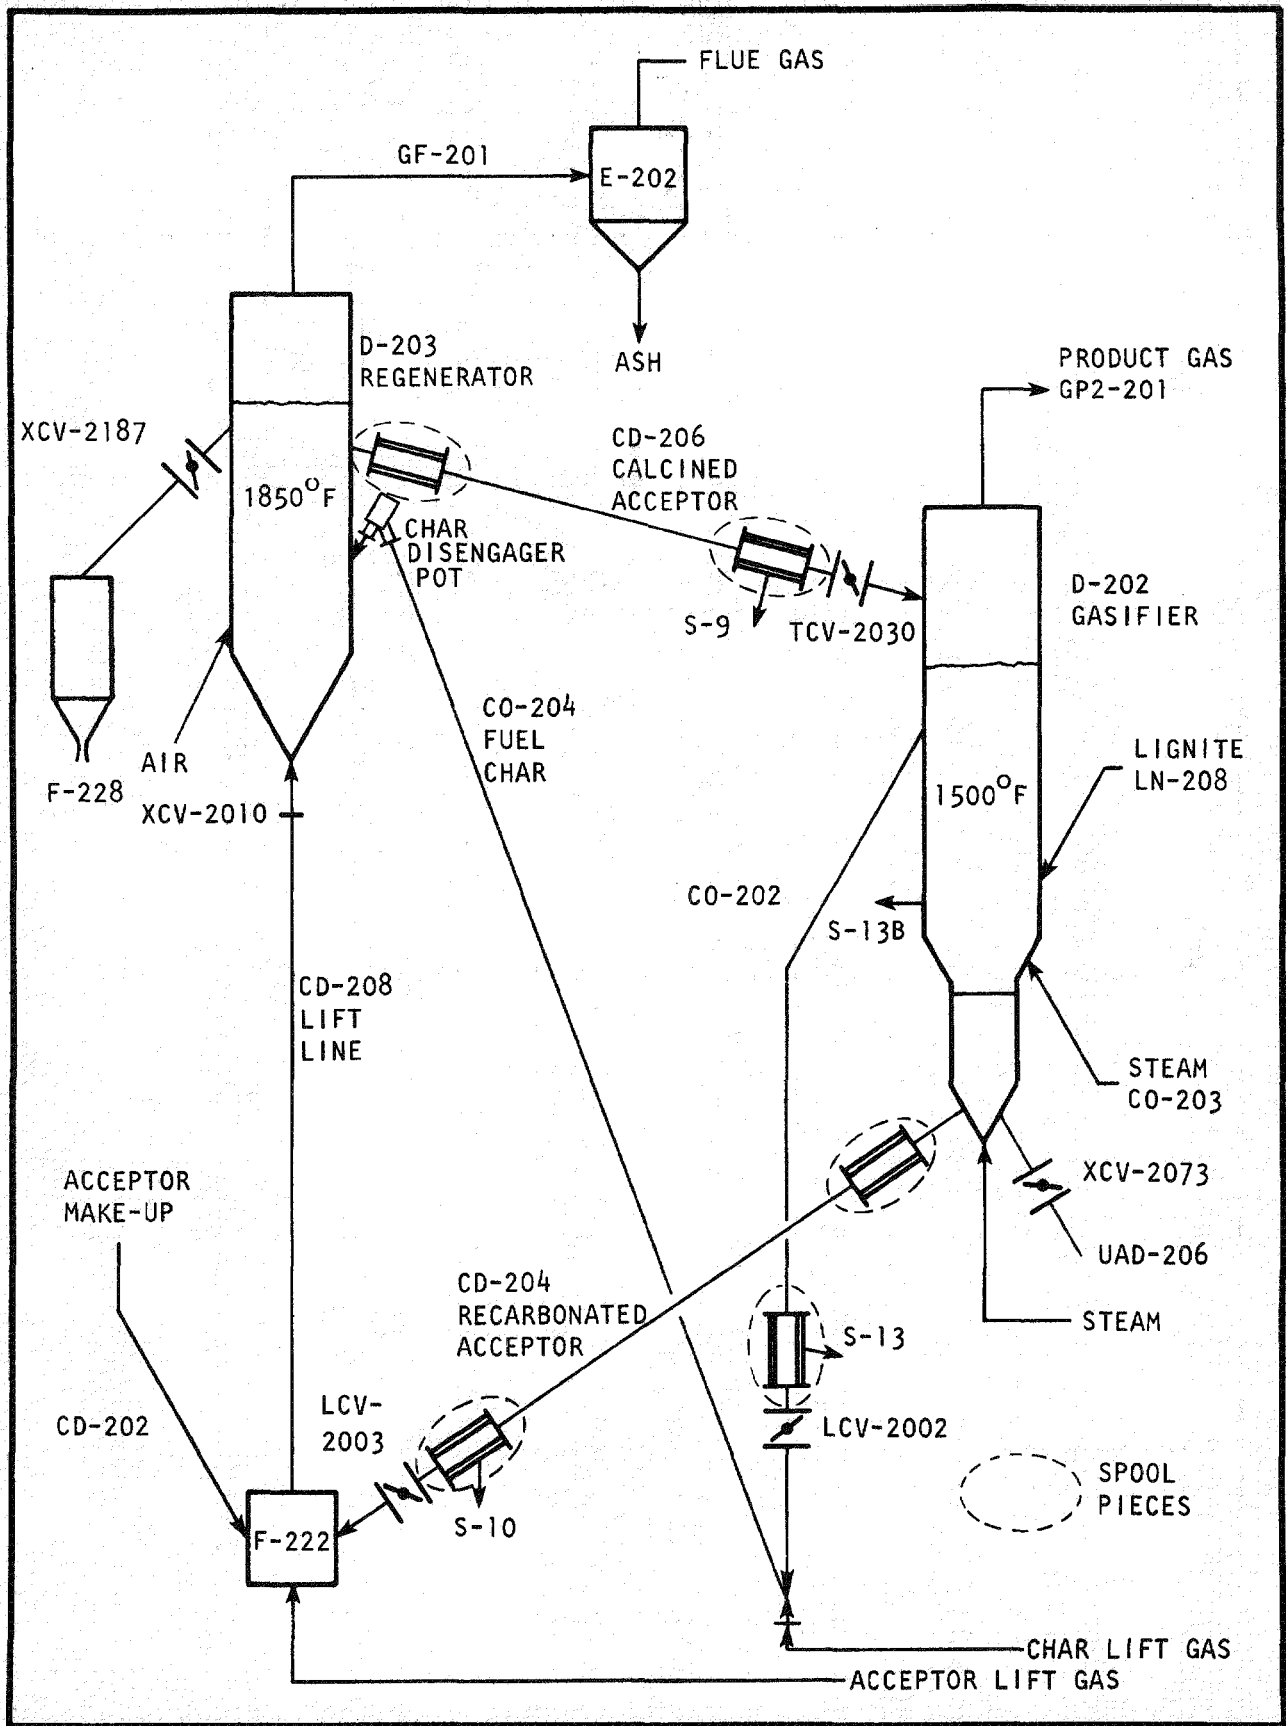 FLUE GAS
GF-201
E-202
ASH
D-203
REGENERATOR
XCV-2187
1850°F
CD-206
CALCINED
ACCEPTOR
CHAR
DISENGAGER
POT
S-9
TCV-2030
PRODUCT GAS
GP2-201
D-202
GASIFIER
AIR
F-228
XCV-2010
CO-204
FUEL
CHAR
1500°F
LIGNITE
LN-208
CO-202
S-13B
CD-208
LIFT
LINE
STEAM
CO-203
ACCEPTOR
MAKE-UP
XCV-2073
UAD-206
STEAM
CD-204
RECARBONATED
ACCEPTOR
S-13
CD-202
LCV-
2003
LCV-2002
SPOOL
PIECES
S-10
F-222
CHAR LIFT GAS
ACCEPTOR LIFT GAS